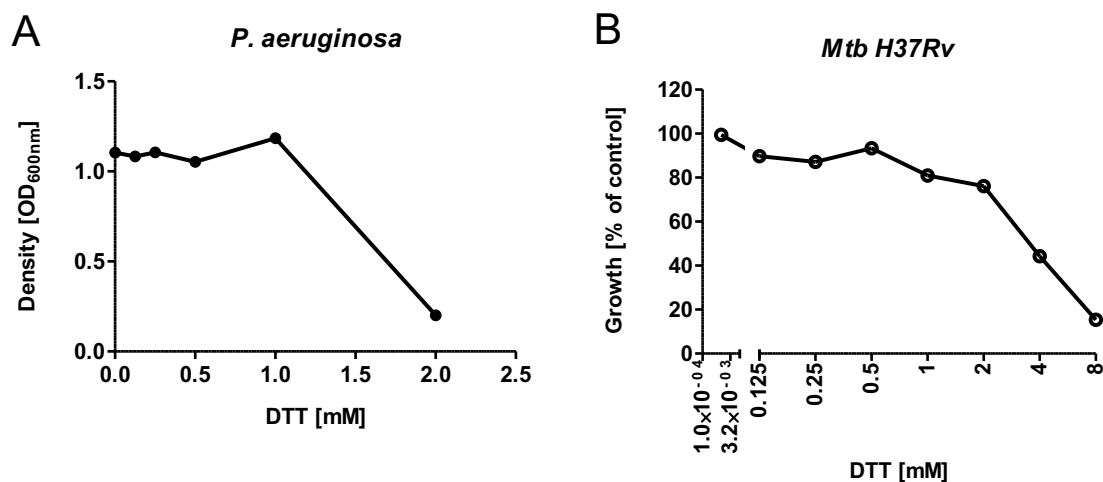 A
P. aeruginosa
Density [OD600nm]
1.5
1.0
0.5
0.0
0.0 0.5 1.0 1.5 2.0 2.5
DTT [mM]
B
Mtb H37Rv
Growth [% of control]
120
100
80
60
40
20
0
1.0×10⁻⁰⁴
3.2×10⁻⁰³
0.125
0.25
0.5
1
2
4
8
DTT [mM]